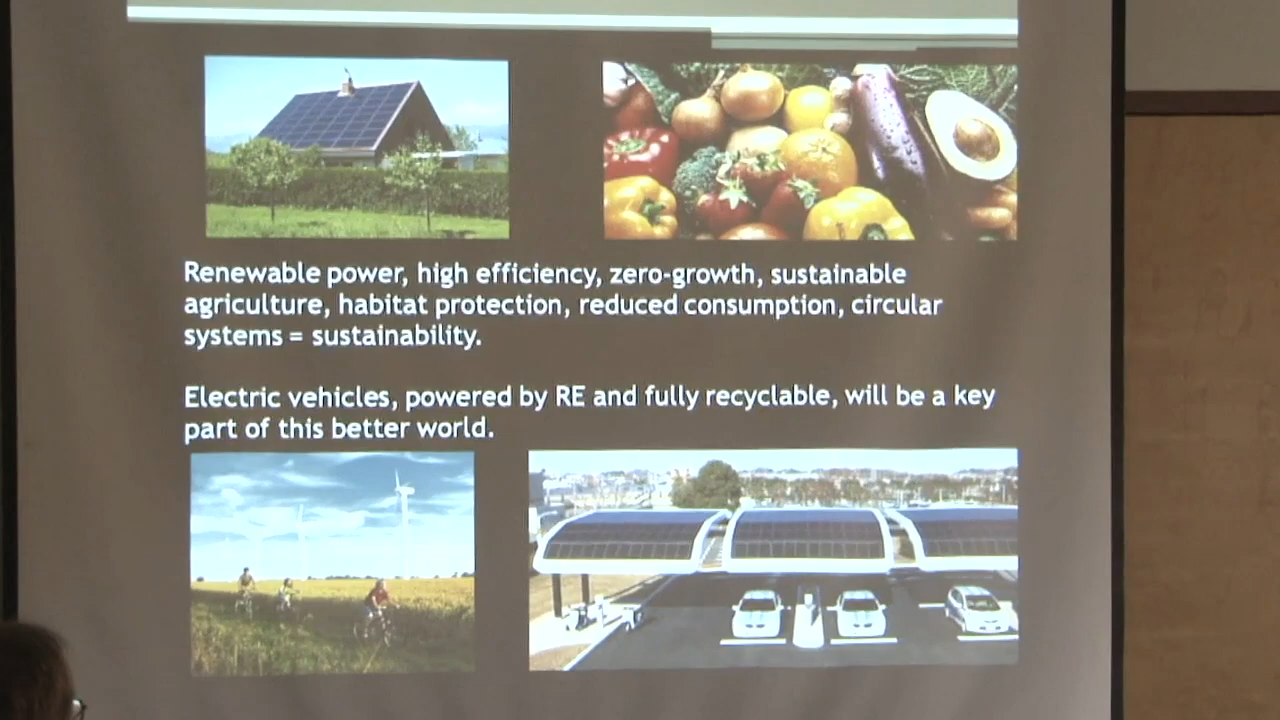 Renewable power, high efficiency, zero-growth, sustainable
agriculture, habitat protection, reduced consumption, circular
systems = sustainability.
Electric vehicles, powered by RE and fully recyclable, will be a key
part of this better world.